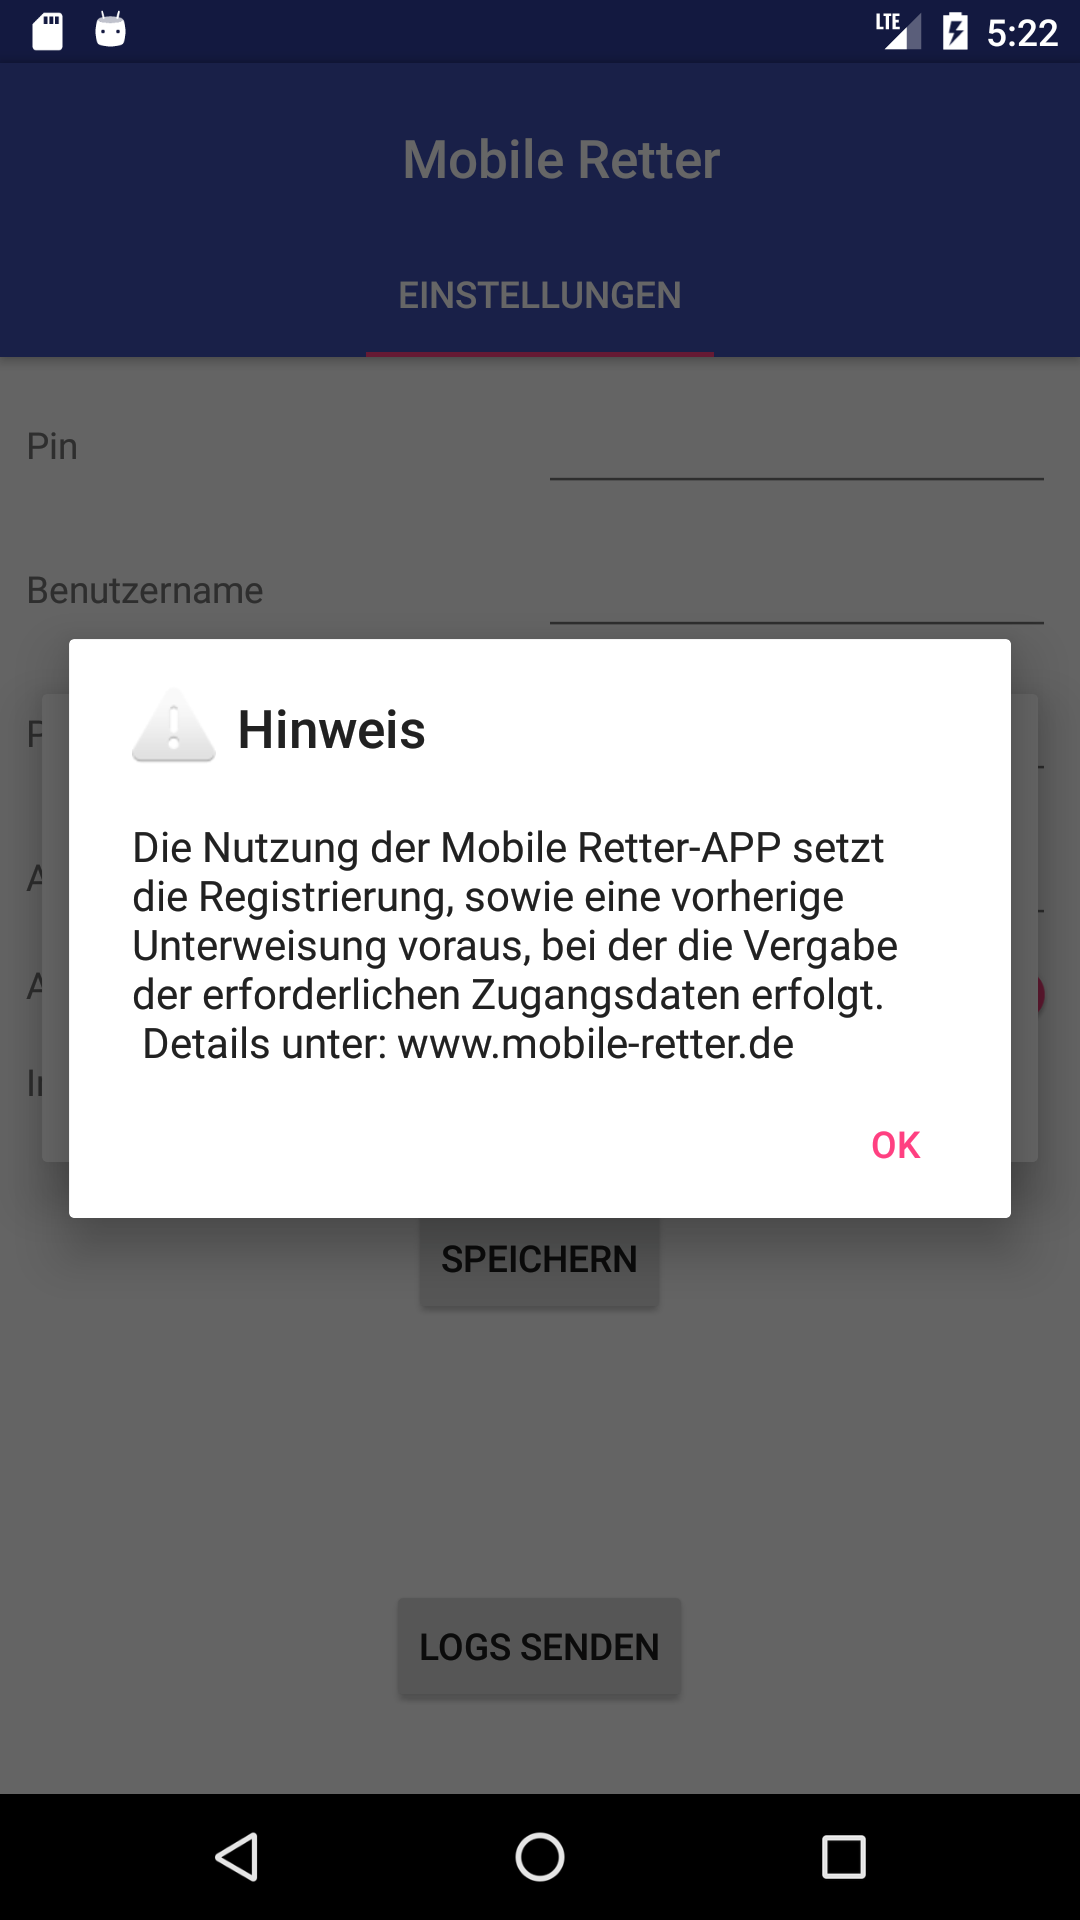 LTE 5:22
Mobile Retter
EINSTELLUNGEN
Pin
Benutzername
Hinweis
Die Nutzung der Mobile Retter-APP setzt
die Registrierung, sowie eine vorherige
Unterweisung voraus, bei der die Vergabe
der erforderlichen Zugangsdaten erfolgt.
Details unter: www.mobile-retter.de
OK
SPEICHERN
LOGS SENDEN